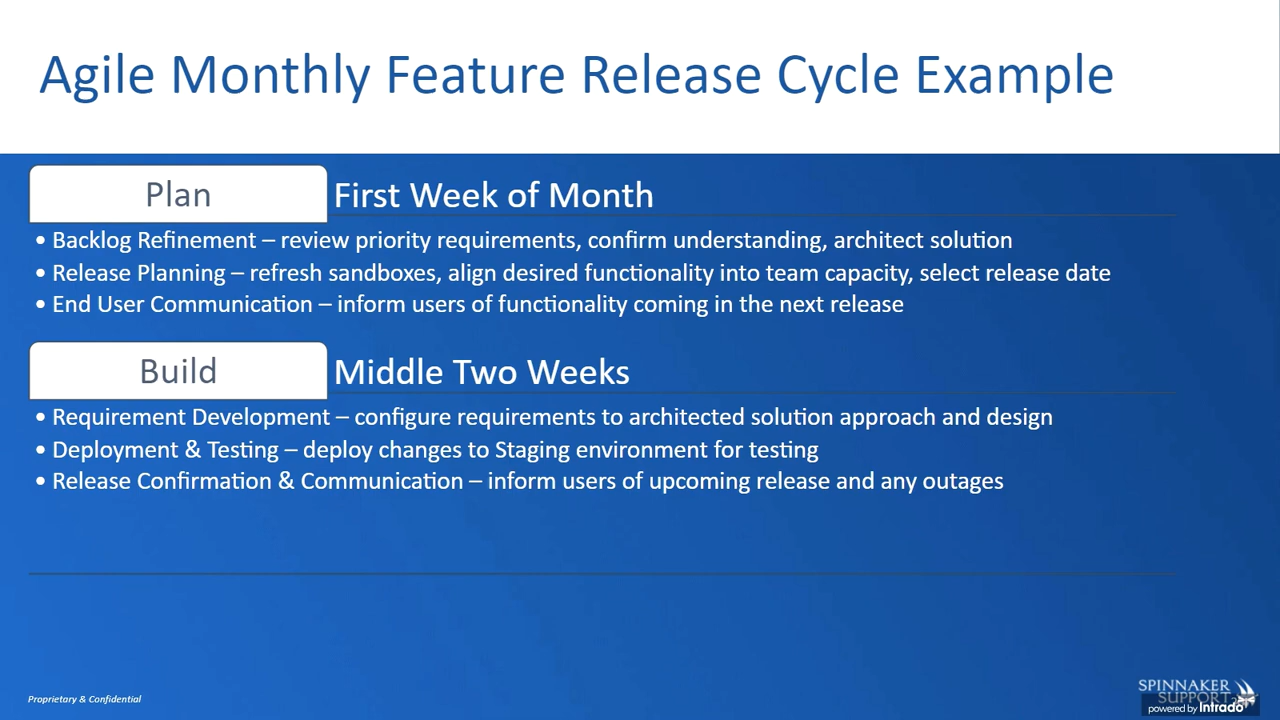 Agile Monthly Feature Release Cycle Example
Plan
First Week of Month
• Backlog Refinement – review priority requirements, confirm understanding, architect solution
• Release Planning – refresh sandboxes, align desired functionality into team capacity, select release date
• End User Communication – inform users of functionality coming in the next release
Build
Middle Two Weeks
• Requirement Development – configure requirements to architected solution approach and design
• Deployment & Testing – deploy changes to Staging environment for testing
• Release Confirmation & Communication – inform users of upcoming release and any outages
Proprietary & Confidential
SPINNAKER
SUPPORT
powered by Intrado